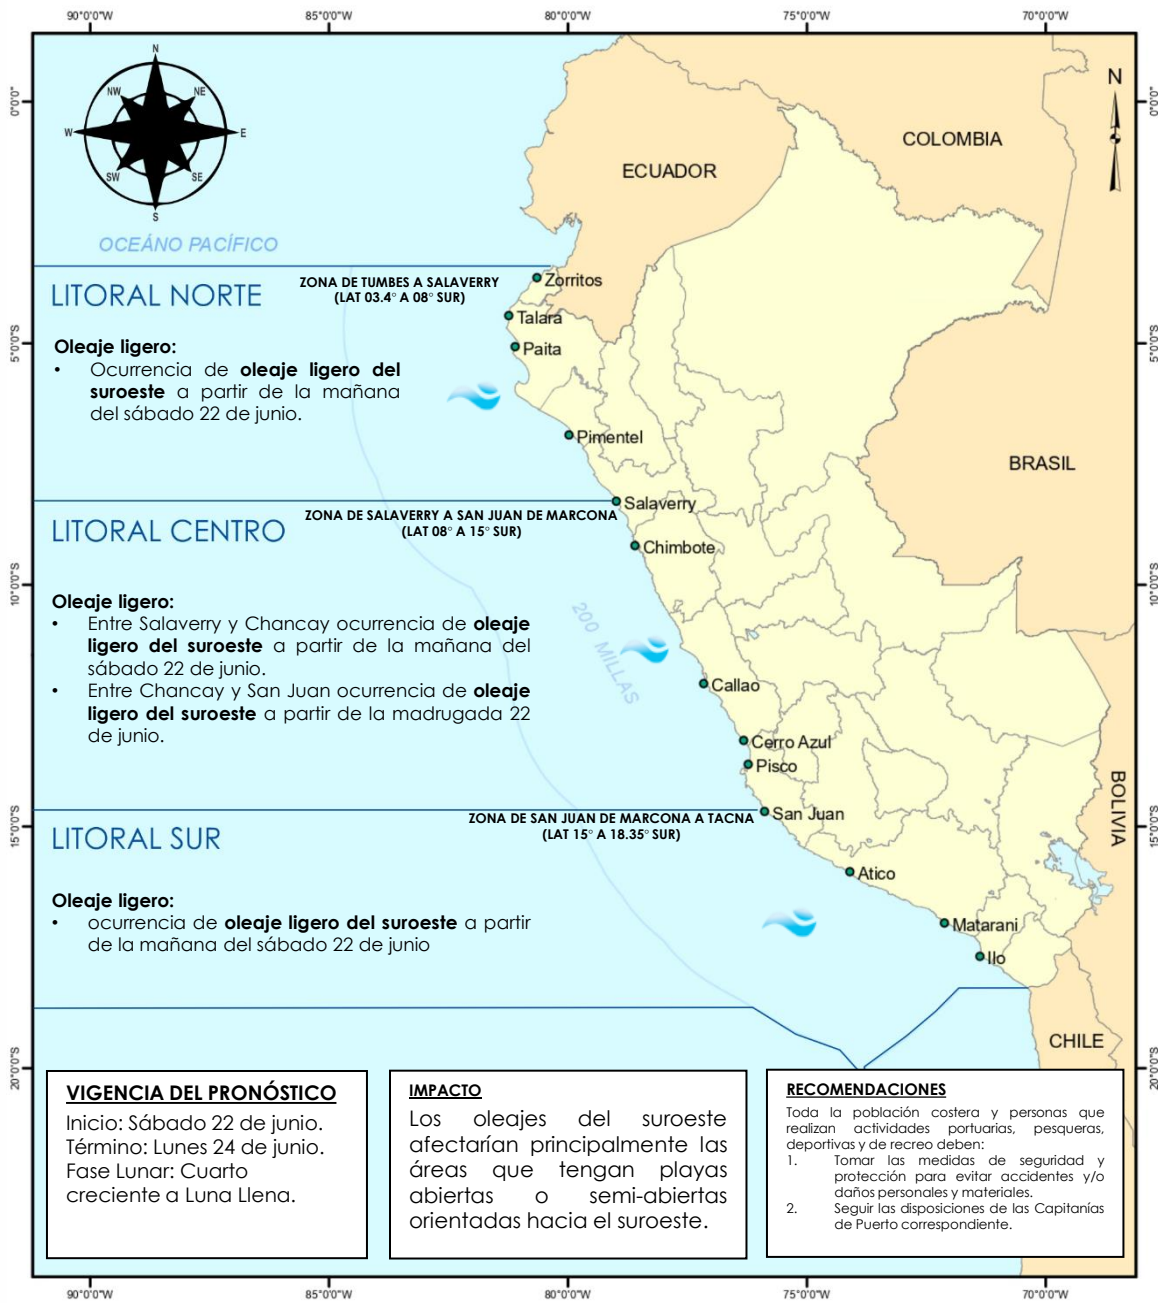 90°0'0"W 85°0'0"W 80°0'0"W 75°0'0"W 70°0'0"W
0°0'0" 0°0'0"
N
NW NE
W E
SW SE
S
N
COLOMBIA
ECUADOR
OCEÁNO PACÍFICO
LITORAL NORTE
ZONA DE TUMBES A SALAVERRY
(LAT 03.4° A 08° SUR)
Zorritos
Talara
Paita
5°0'0"S 5°0'0"S
Oleaje ligero:
• Ocurrencia de oleaje ligero del
suroeste a partir de la mañana
del sábado 22 de junio.
Pimentel
BRASIL
Salaverry
LITORAL CENTRO
ZONA DE SALAVERRY A SAN JUAN DE MARCONA
(LAT 08° A 15° SUR)
Chimbote
10°0'0"S 10°0'0"S
Oleaje ligero:
• Entre Salaverry y Chancay ocurrencia de oleaje
ligero del suroeste a partir de la mañana del
sábado 22 de junio.
• Entre Chancay y San Juan ocurrencia de oleaje
ligero del suroeste a partir de la madrugada 22
de junio.
200 MILLAS
Callao
Cerro Azul
Pisco
BOLIVIA
San Juan
15°0'0"S 15°0'0"S
LITORAL SUR
ZONA DE SAN JUAN DE MARCONA A TACNA
(LAT 15° A 18.35° SUR)
Atico
Oleaje ligero:
• ocurrencia de oleaje ligero del suroeste a partir
de la mañana del sábado 22 de junio
Matarani
Ilo
CHILE
20°0'0"S 20°0'0"S
VIGENCIA DEL PRONÓSTICO
Inicio: Sábado 22 de junio.
Término: Lunes 24 de junio.
Fase Lunar: Cuarto
creciente a Luna Llena.
IMPACTO
Los oleajes del suroeste
afectarían principalmente las
áreas que tengan playas
abiertas o semi-abiertas
orientadas hacia el suroeste.
RECOMENDACIONES
Toda la población costera y personas que
realizan actividades portuarias, pesqueras,
deportivas y de recreo deben:
1. Tomar las medidas de seguridad y
protección para evitar accidentes y/o
daños personales y materiales.
2. Seguir las disposiciones de las Capitanías
de Puerto correspondiente.
90°0'0"W 85°0'0"W 80°0'0"W 75°0'0"W 70°0'0"W